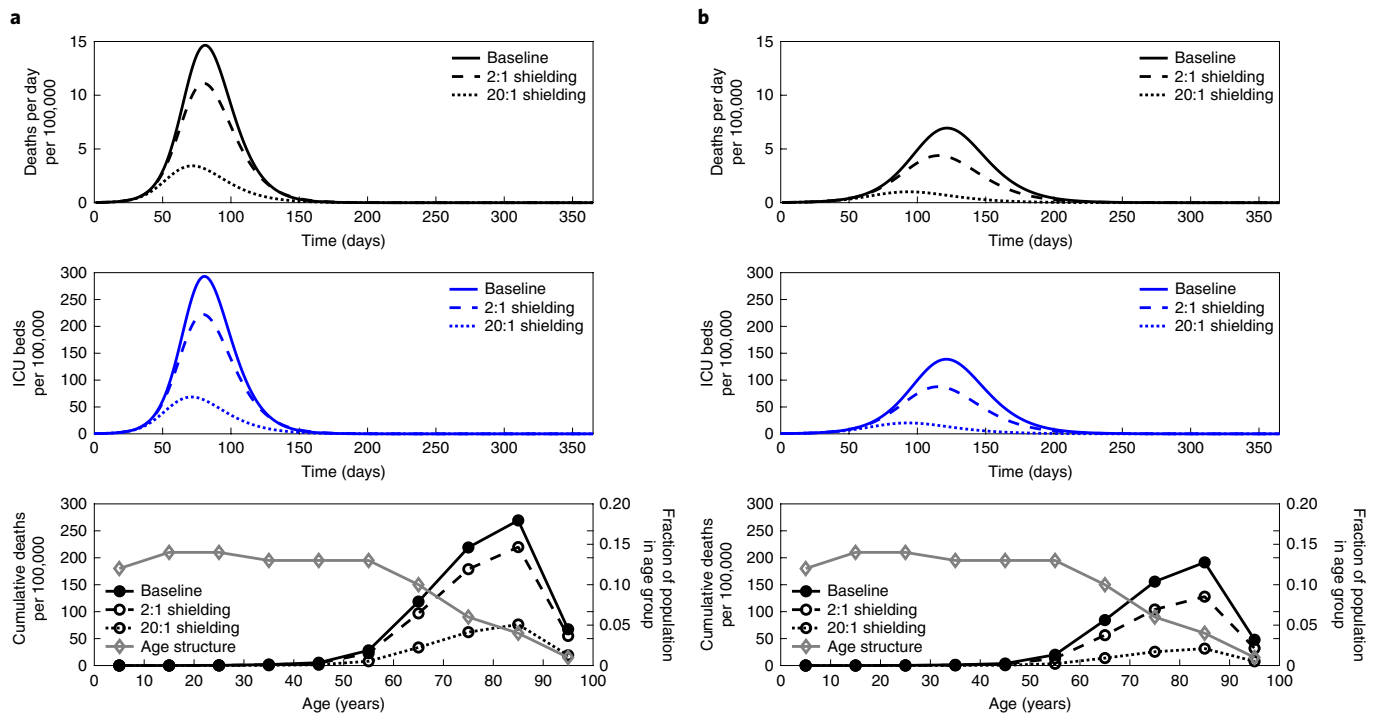 a
15
10
5
0
Deaths per day
per 100,000
Baseline
2:1 shielding
20:1 shielding
0 50 100 150 200 250 300 350
Time (days)
300
250
200
150
100
50
0
ICU beds
per 100,000
Baseline
2:1 shielding
20:1 shielding
0 50 100 150 200 250 300 350
Time (days)
300
250
200
150
100
50
0
Cumulative deaths
per 100,000
Baseline
2:1 shielding
20:1 shielding
Age structure
0.20
0.15
0.10
0.05
0
Fraction of population
in age group
0 10 20 30 40 50 60 70 80 90 100
Age (years)
b
15
10
5
0
Deaths per day
per 100,000
Baseline
2:1 shielding
20:1 shielding
0 50 100 150 200 250 300 350
Time (days)
300
250
200
150
100
50
0
ICU beds
per 100,000
Baseline
2:1 shielding
20:1 shielding
0 50 100 150 200 250 300 350
Time (days)
300
250
200
150
100
50
0
Cumulative deaths
per 100,000
Baseline
2:1 shielding
20:1 shielding
Age structure
0.20
0.15
0.10
0.05
0
Fraction of population
in age group
0 10 20 30 40 50 60 70 80 90 100
Age (years)